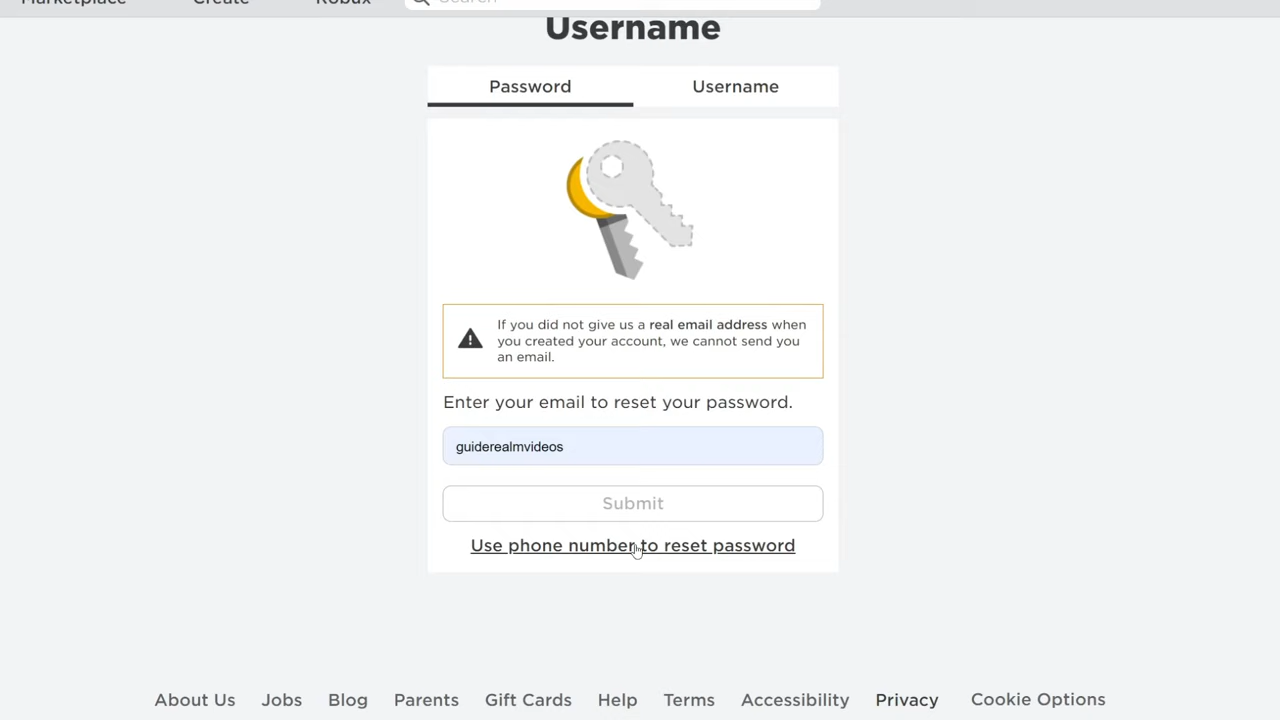 Marketplace Create Robux Search
Username
Password Username
If you did not give us a real email address when
you created your account, we cannot send you
an email.
Enter your email to reset your password.
guiderealmvideos
Submit
Use phone number to reset password
About Us Jobs Blog Parents Gift Cards Help Terms Accessibility Privacy Cookie Options